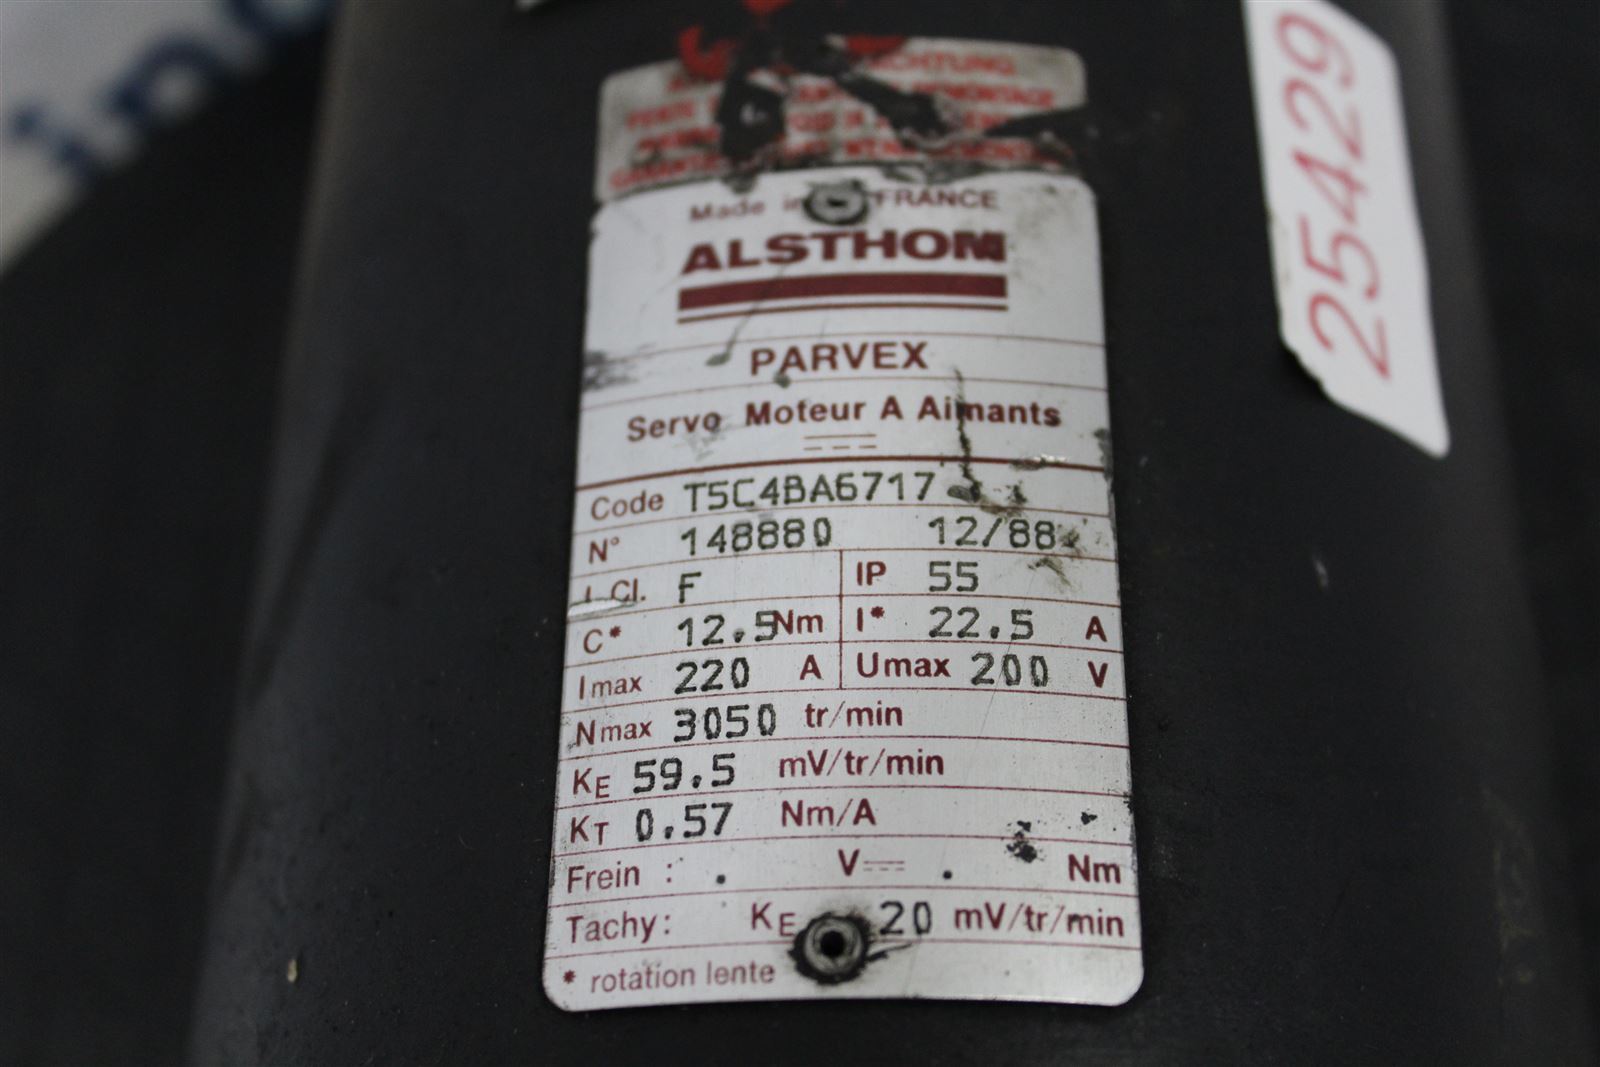 25429
ACHTUNG
Made in FRANCE
ALSTHOM
PARVEX
Servo Moteur A Aimants
Code T5C4BA6717
N° 148880 12/88
I.Cl. F IP 55
C* 12.5 Nm I* 22.5 A
Imax 220 A Umax 200 V
Nmax 3050 tr/min
KE 59.5 mV/tr/min
KT 0.57 Nm/A
Frein : . V . Nm
Tachy: KE 20 mV/tr/min
* rotation lente